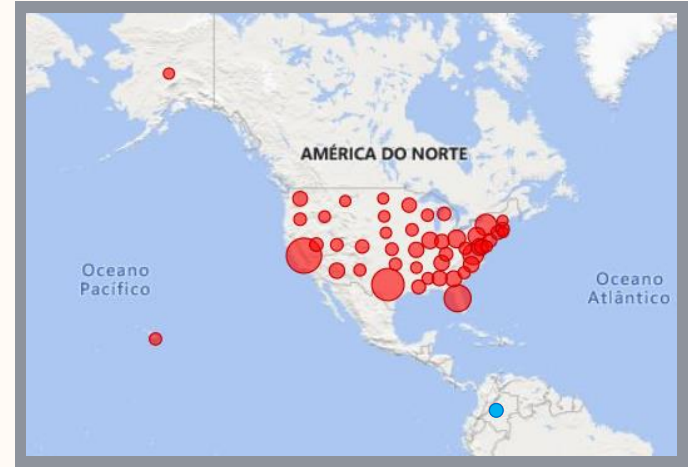 AMÉRICA DO NORTE
Oceano
Pacífico
Oceano
Atlântico